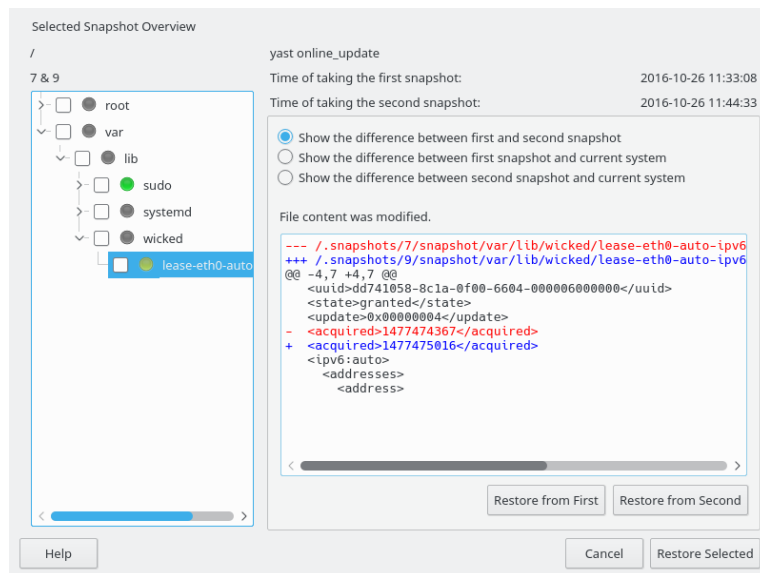 Selected Snapshot Overview
/
yast online_update
7 & 9
Time of taking the first snapshot: 2016-10-26 11:33:08
Time of taking the second snapshot: 2016-10-26 11:44:33
root
var
lib
sudo
systemd
wicked
lease-eth0-auto
Show the difference between first and second snapshot
Show the difference between first snapshot and current system
Show the difference between second snapshot and current system
File content was modified.
--- /.snapshots/7/snapshot/var/lib/wicked/lease-eth0-auto-ipv6
+++ /.snapshots/9/snapshot/var/lib/wicked/lease-eth0-auto-ipv6
@@ -4,7 +4,7 @@
<uuid>dd741058-8c1a-0f00-6604-000006000000</uuid>
<state>granted</state>
<update>0x00000004</update>
- <acquired>1477474367</acquired>
+ <acquired>1477475016</acquired>
<ipv6:auto>
<addresses>
<address>
Restore from First
Restore from Second
Help
Cancel
Restore Selected